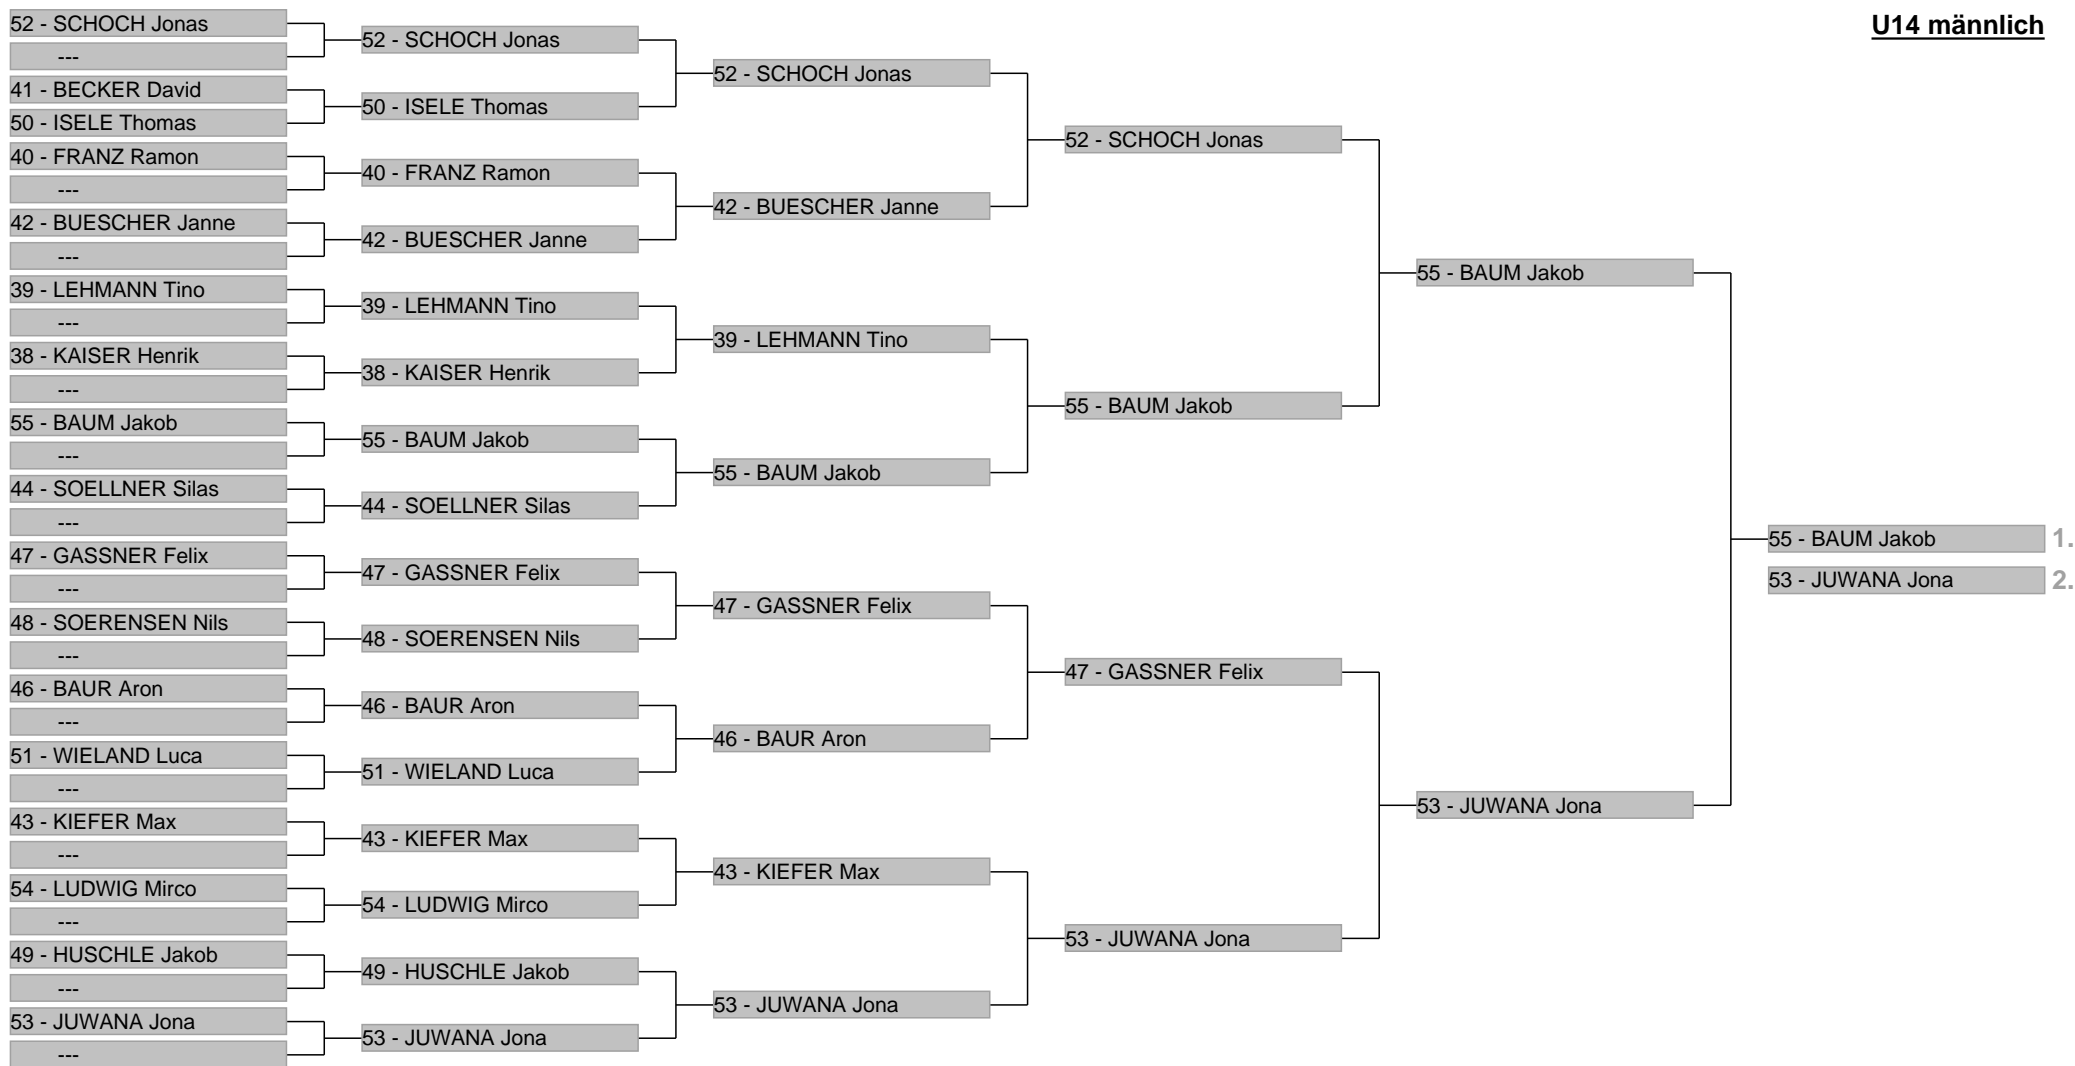 U14 männlich
52 - SCHOCH Jonas
---
41 - BECKER David
50 - ISELE Thomas
40 - FRANZ Ramon
---
42 - BUESCHER Janne
---
39 - LEHMANN Tino
---
38 - KAISER Henrik
---
55 - BAUM Jakob
---
44 - SOELLNER Silas
---
47 - GASSNER Felix
---
48 - SOERENSEN Nils
---
46 - BAUR Aron
---
51 - WIELAND Luca
---
43 - KIEFER Max
---
54 - LUDWIG Mirco
---
49 - HUSCHLE Jakob
---
53 - JUWANA Jona
---
52 - SCHOCH Jonas
50 - ISELE Thomas
40 - FRANZ Ramon
42 - BUESCHER Janne
39 - LEHMANN Tino
38 - KAISER Henrik
55 - BAUM Jakob
44 - SOELLNER Silas
47 - GASSNER Felix
48 - SOERENSEN Nils
46 - BAUR Aron
51 - WIELAND Luca
43 - KIEFER Max
54 - LUDWIG Mirco
49 - HUSCHLE Jakob
53 - JUWANA Jona
52 - SCHOCH Jonas
42 - BUESCHER Janne
39 - LEHMANN Tino
55 - BAUM Jakob
47 - GASSNER Felix
46 - BAUR Aron
43 - KIEFER Max
53 - JUWANA Jona
52 - SCHOCH Jonas
55 - BAUM Jakob
47 - GASSNER Felix
53 - JUWANA Jona
55 - BAUM Jakob
53 - JUWANA Jona
55 - BAUM Jakob 1.
53 - JUWANA Jona 2.